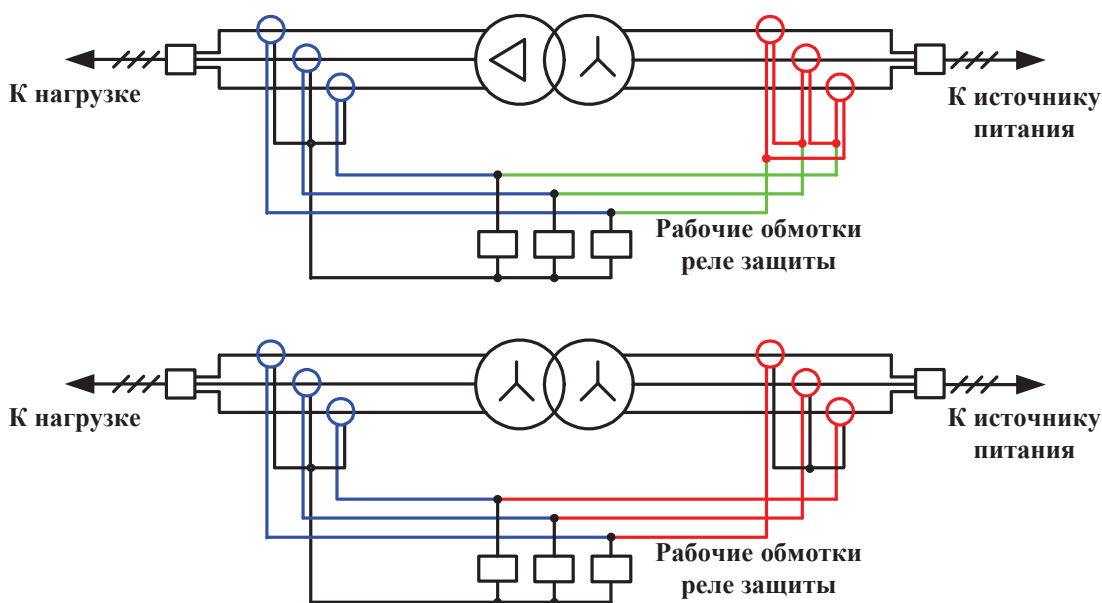 К нагрузке
К источнику
питания
Рабочие обмотки
реле защиты
К нагрузке
К источнику
питания
Рабочие обмотки
реле защиты